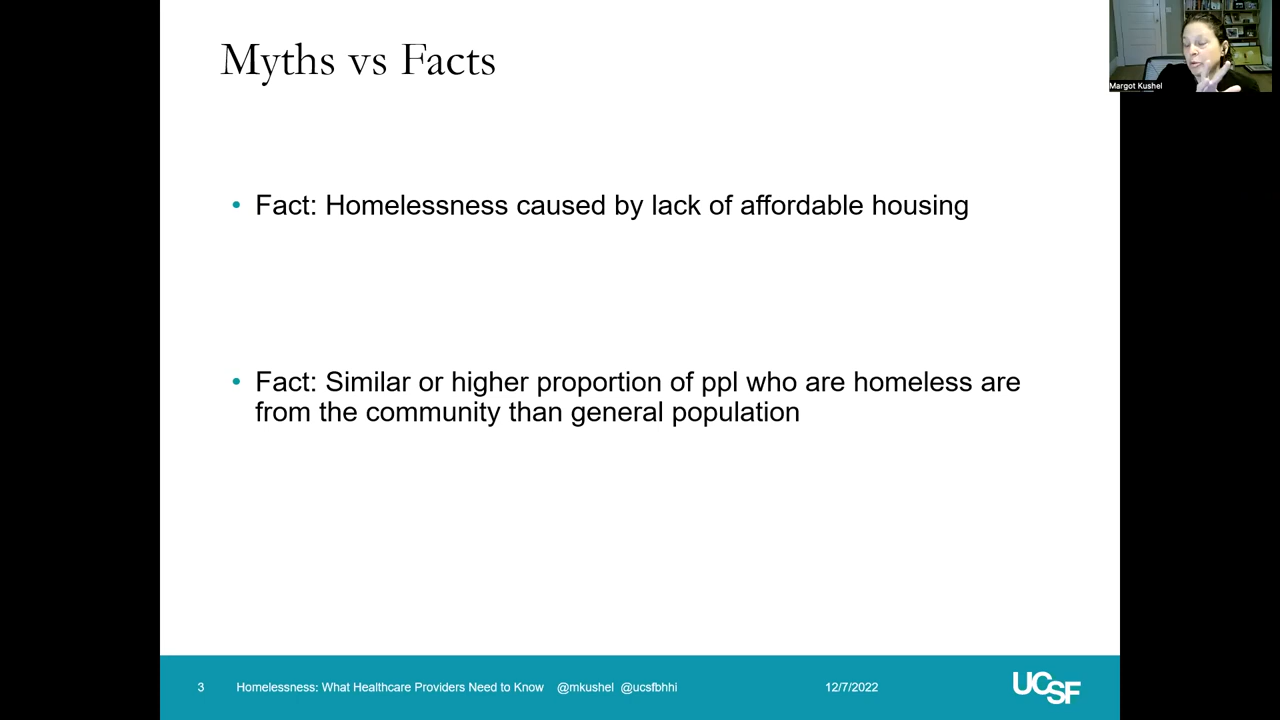 Myths vs Facts
Margot Kushel
• Fact: Homelessness caused by lack of affordable housing
• Fact: Similar or higher proportion of ppl who are homeless are
from the community than general population
3 Homelessness: What Healthcare Providers Need to Know @mkushel @ucsfbhhi 12/7/2022 UCSF